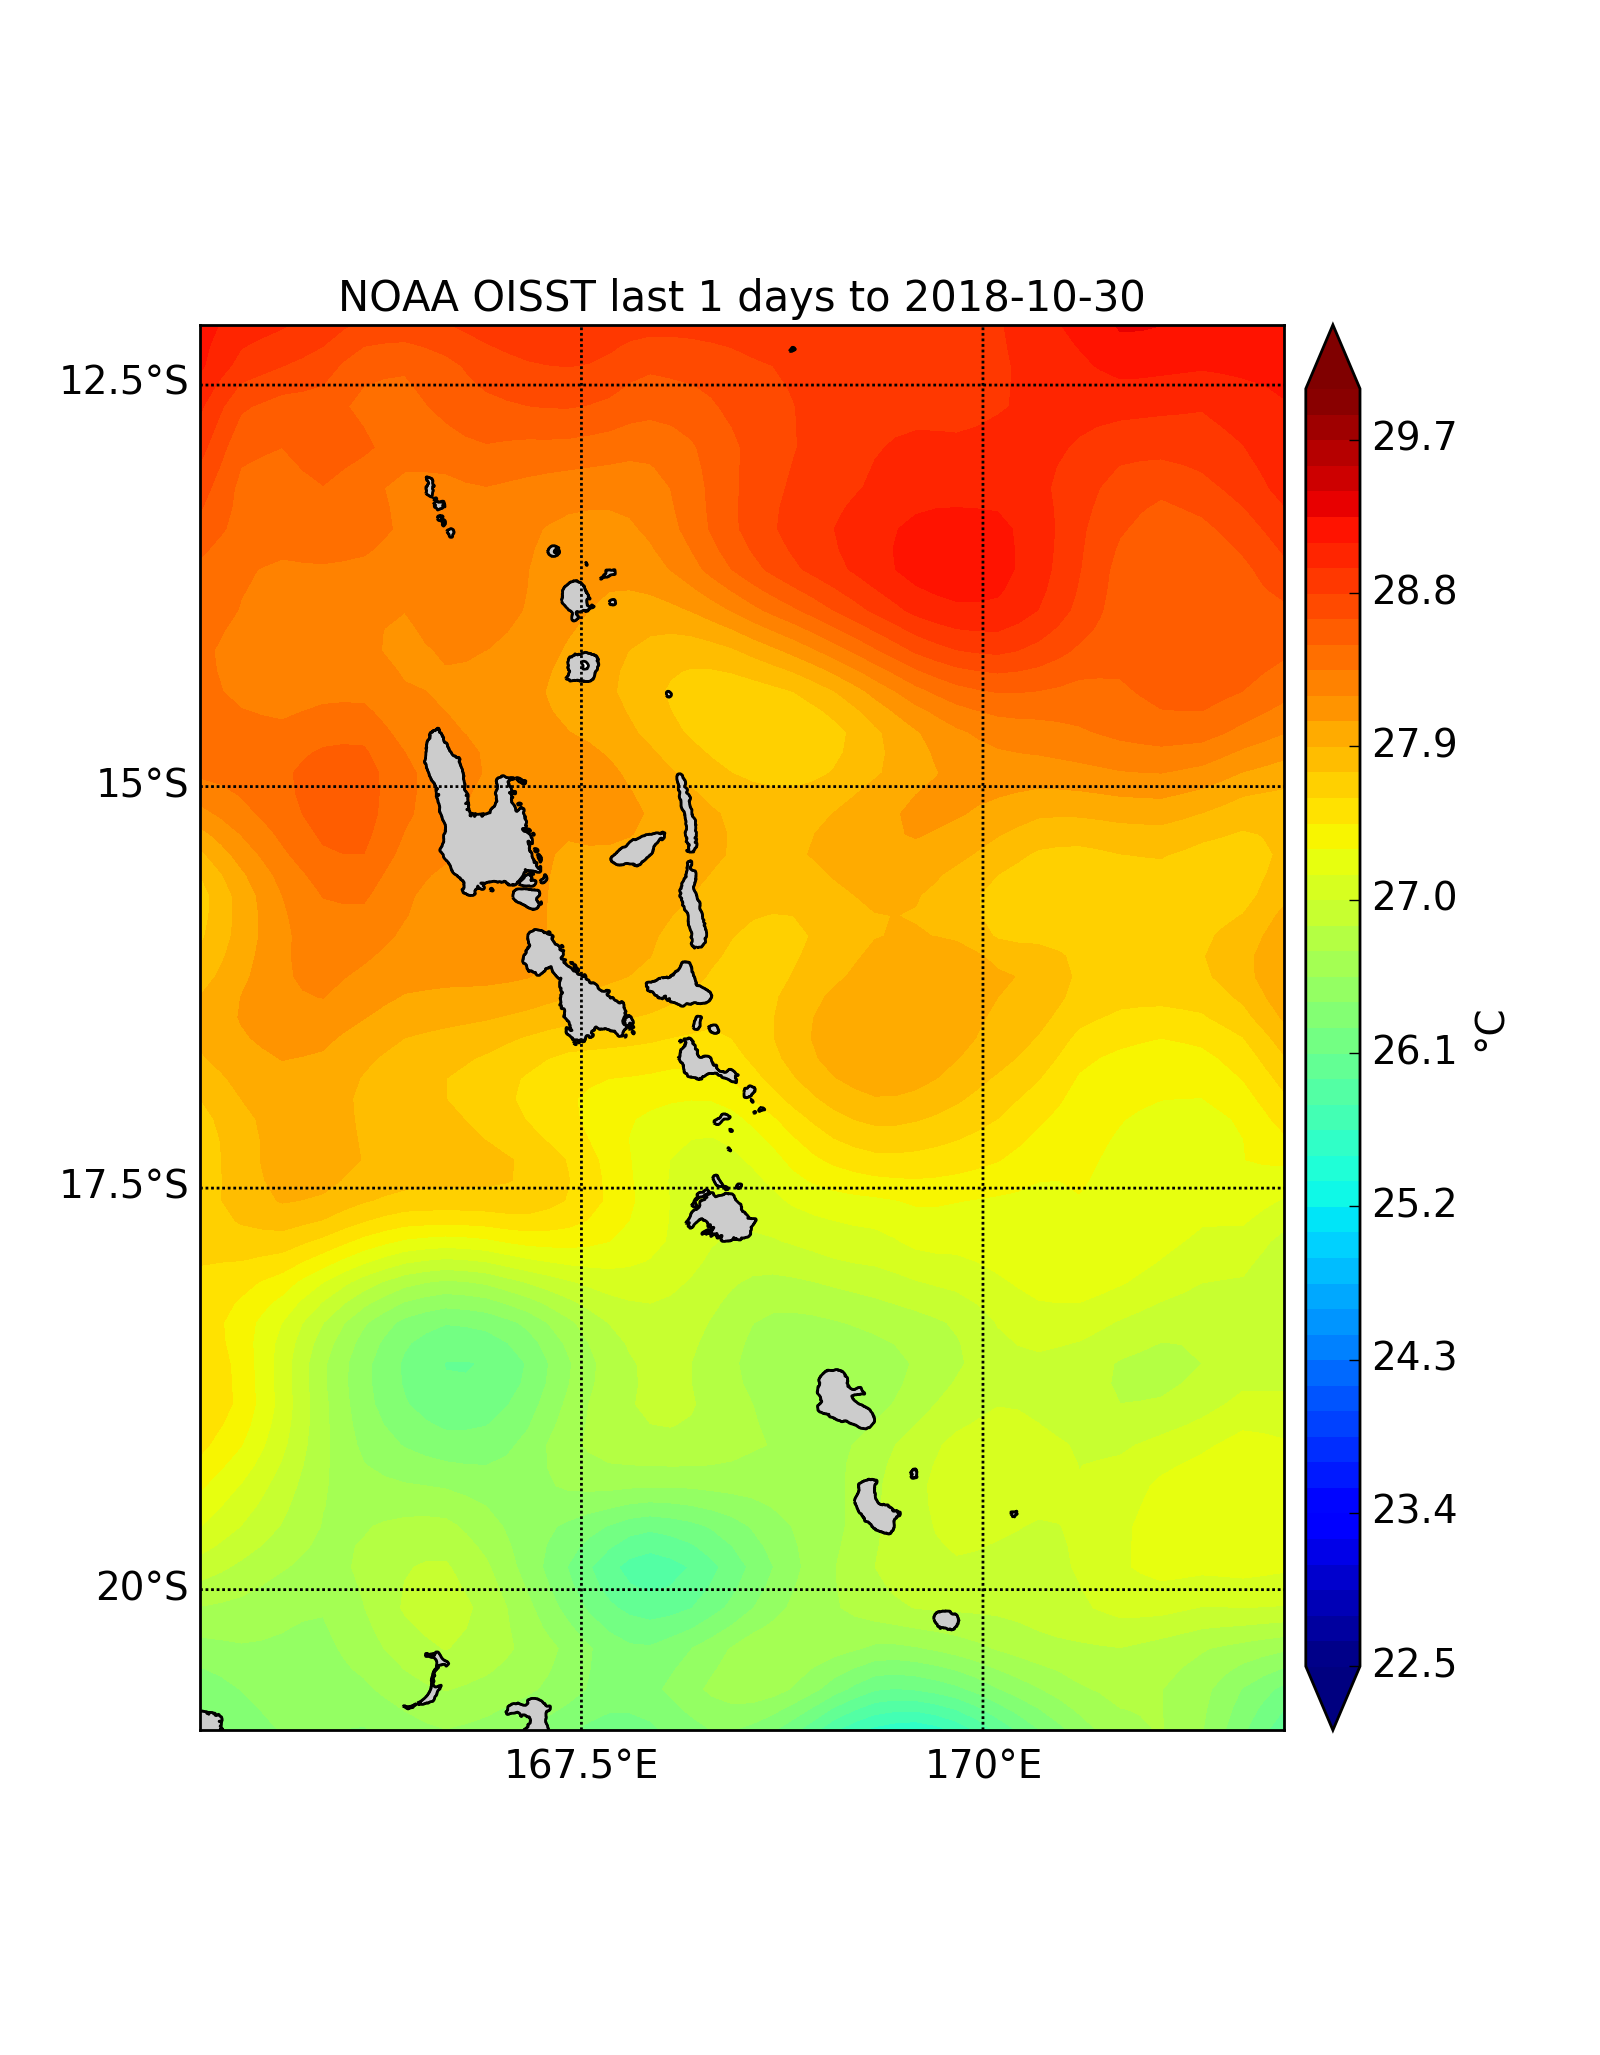 NOAA OISST last 1 days to 2018-10-30
12.5°S
15°S
17.5°S
20°S
167.5°E
170°E
29.7
28.8
27.9
27.0
26.1
25.2
24.3
23.4
22.5
°C